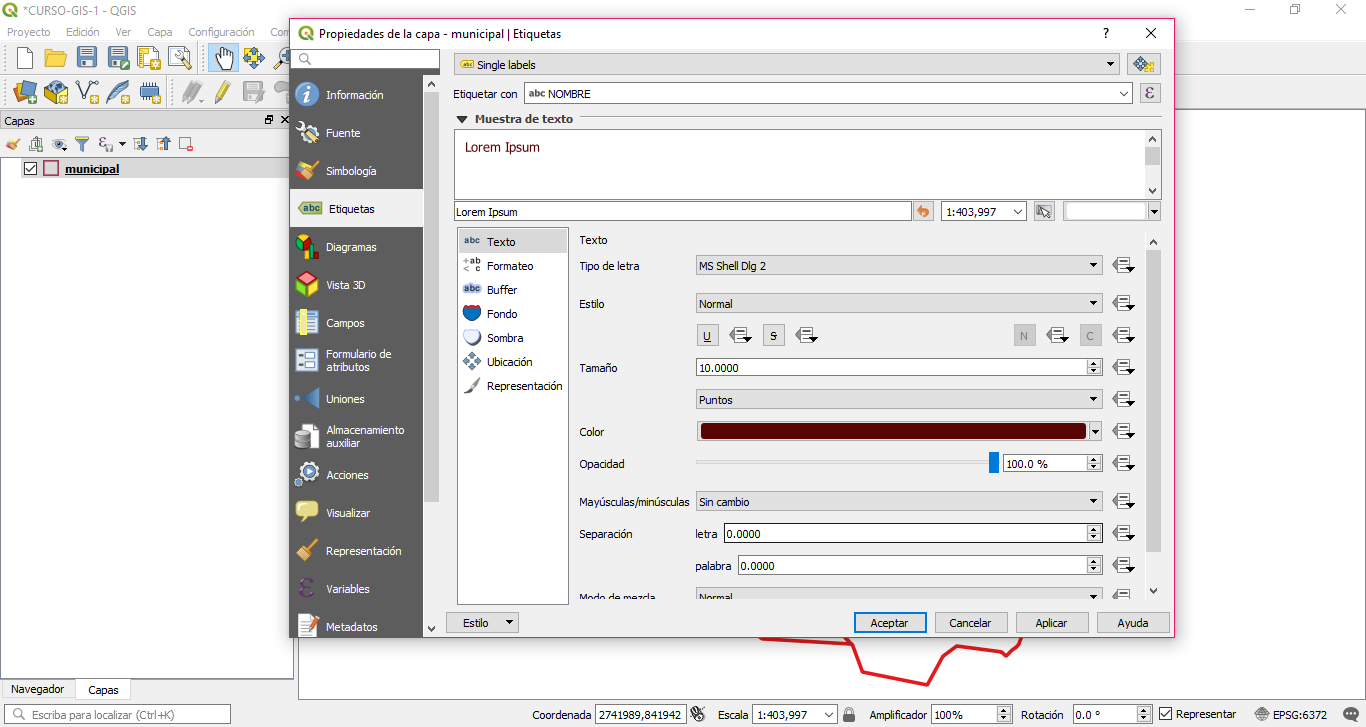 *CURSO-GIS-1 - QGIS
Proyecto Edición Ver Capa Configuración
Propiedades de la capa - municipal | Etiquetas
?
Capas
municipal
Información
Fuente
Simbología
abc Etiquetas
Diagramas
Vista 3D
Campos
Formulario de
atributos
Uniones
Almacenamiento
auxiliar
Acciones
Visualizar
Representación
Variables
Metadatos
abc Single labels
Etiquetar con abc NOMBRE ε
Muestra de texto
Lorem Ipsum
Lorem Ipsum 1:403,997
abc Texto
+ab < c Formateo
abc Buffer
Fondo
Sombra
Ubicación
Representación
Texto
Tipo de letra MS Shell Dlg 2
Estilo Normal
U S N C
Tamaño 10.0000
Puntos
Color
Opacidad 100.0 %
Mayúsculas/minúsculas Sin cambio
Separación letra 0.0000
palabra 0.0000
Modo de mezcla Normal
Estilo Aceptar Cancelar Aplicar Ayuda
Navegador Capas
Escriba para localizar (Ctrl+K) Coordenada 2741989,841942 Escala 1:403,997 Amplificador 100% Rotación 0.0 ° Representar EPSG:6372